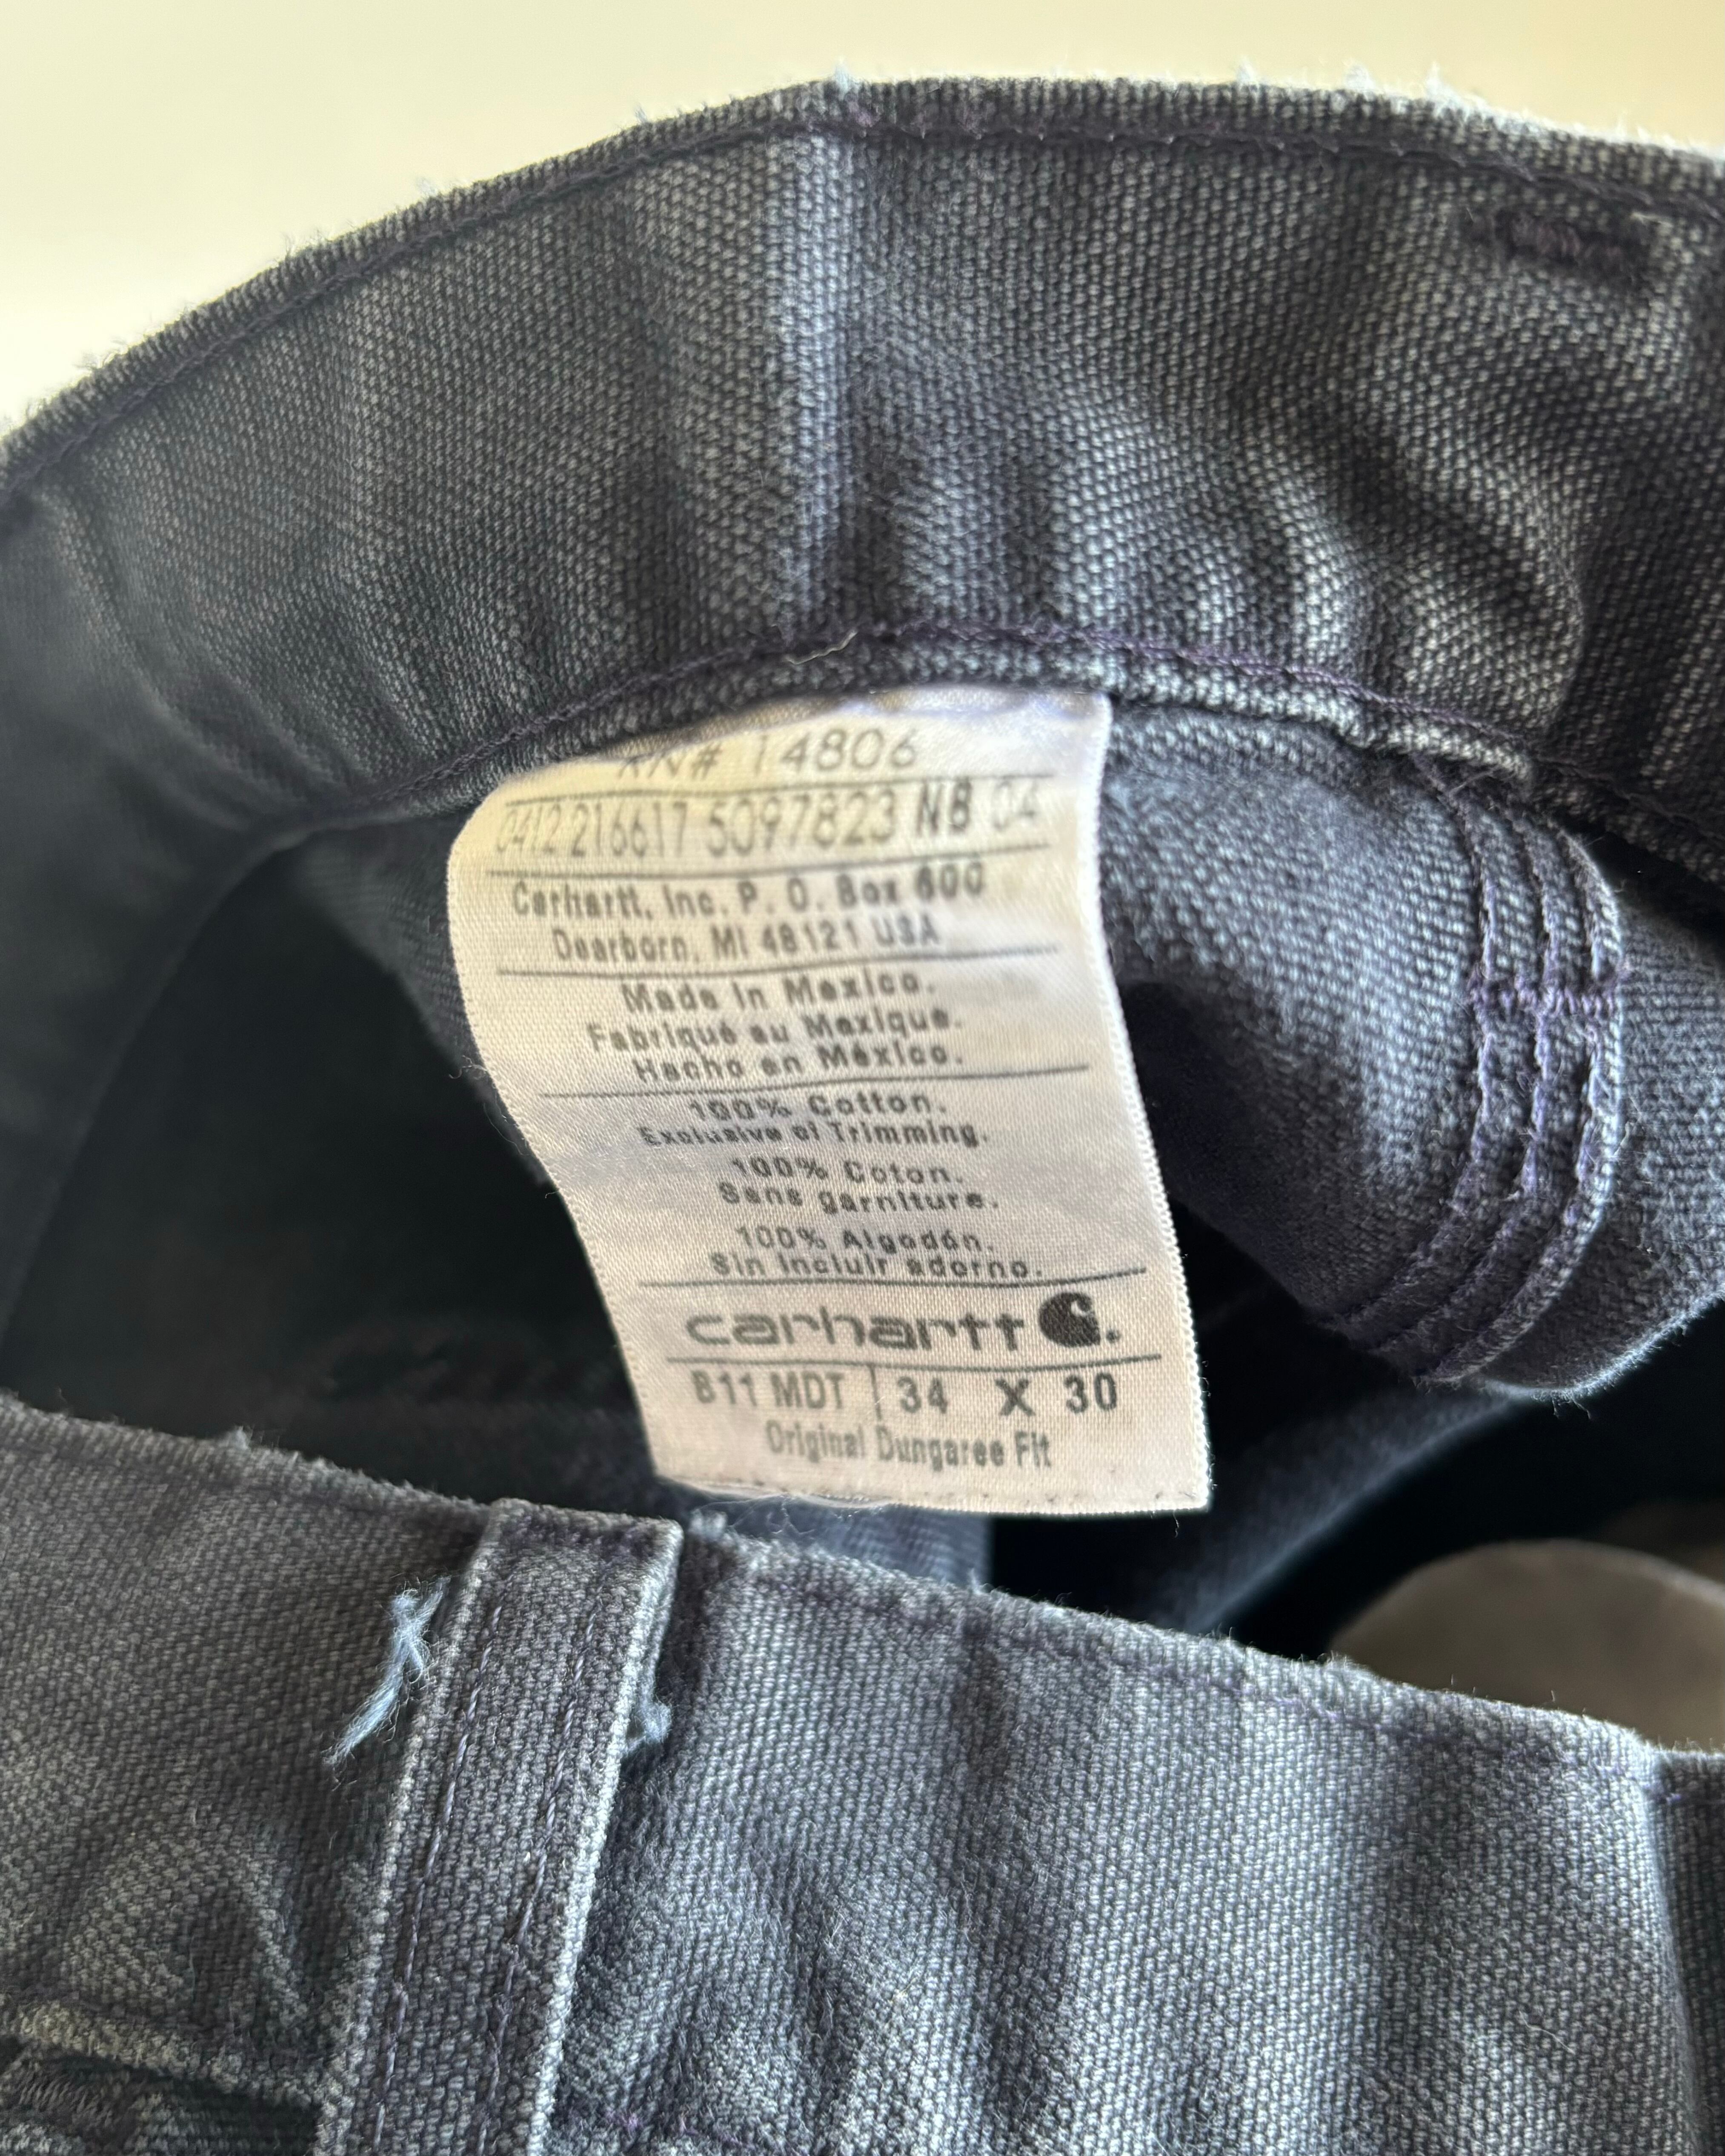 RN# 14806
0412 216617 5097823 NB 04
Carhartt, Inc. P. O. Box 600
Dearborn, MI 48121 USA
Made in Mexico.
Fabriqué au Mexique.
Hecho en México.
100% Cotton.
Exclusive of Trimming.
100% Coton.
Sans garniture.
100% Algodón.
Sin incluir adorno.
carhartt
B11 MDT | 34 X 30
Original Dungaree Fit